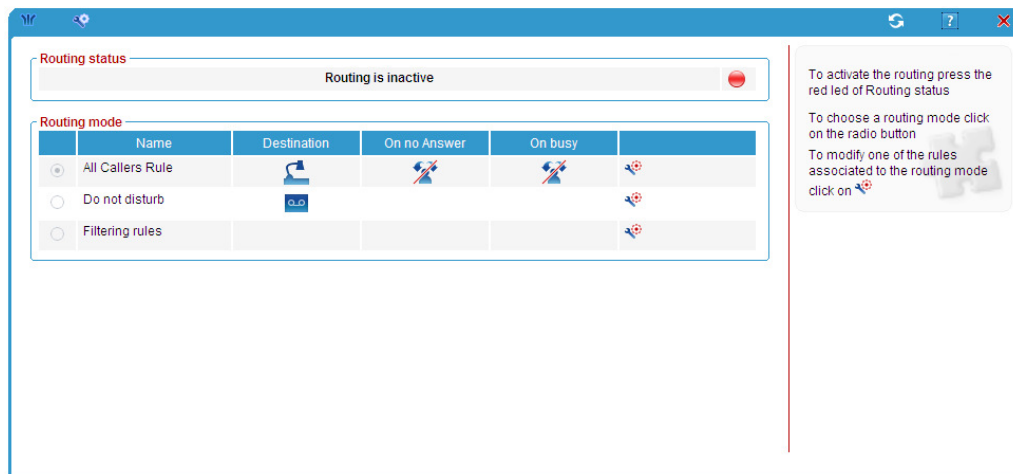 ?
Routing status
Routing is inactive
Routing mode
Name Destination On no Answer On busy
All Callers Rule
Do not disturb
Filtering rules
To activate the routing press the
red led of Routing status
To choose a routing mode click
on the radio button
To modify one of the rules
associated to the routing mode
click on